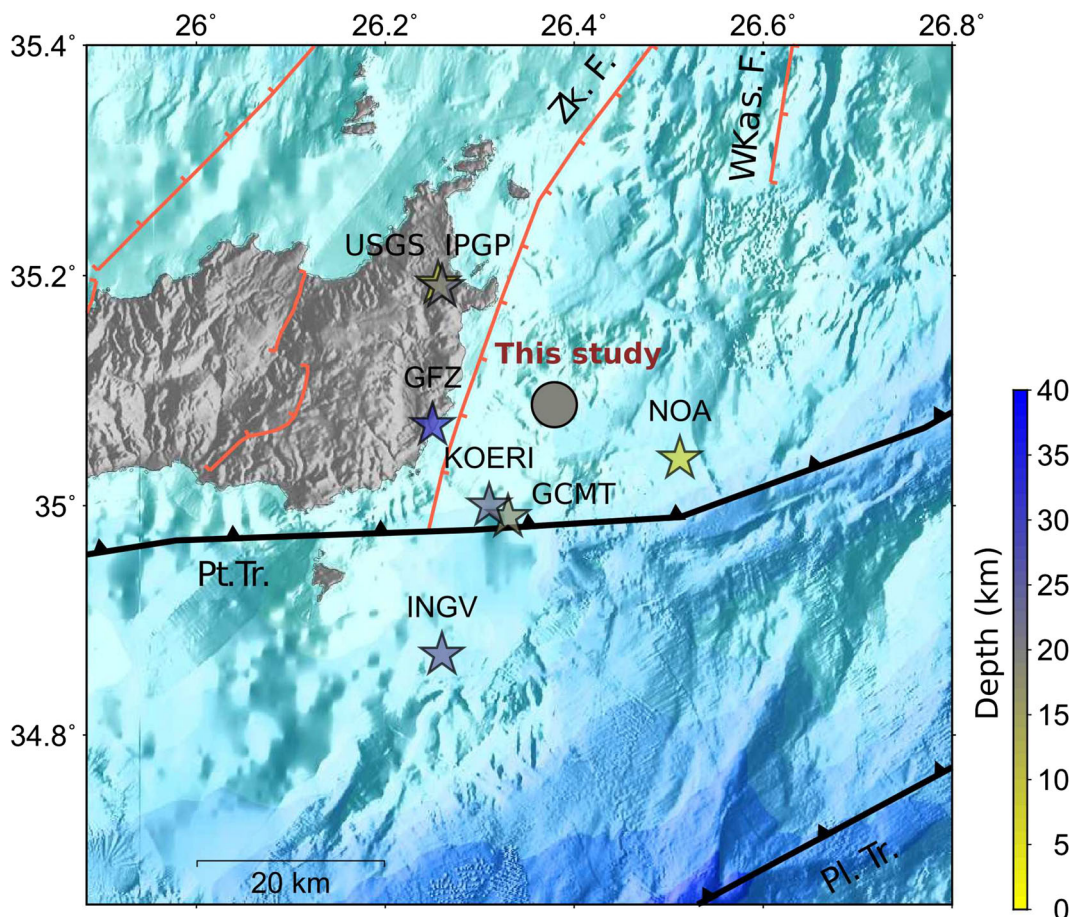 26˚ 26.2˚ 26.4˚ 26.6˚ 26.8˚
35.4˚
Zk. F.
WKas. F.
USGS IPGP
35.2˚
This study
GFZ
NOA
40
KOERI
GCMT
35˚
35
30
Pt.Tr.
INGV
25
20
Depth (km)
34.8˚
15
10
Pl. Tr.
5
20 km
0